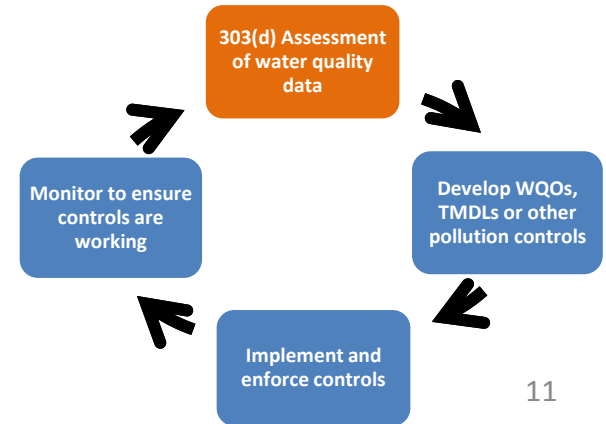 303(d) Assessment
of water quality
data
Develop WQOs,
TMDLs or other
pollution controls
Implement and
enforce controls
Monitor to ensure
controls are
working
11